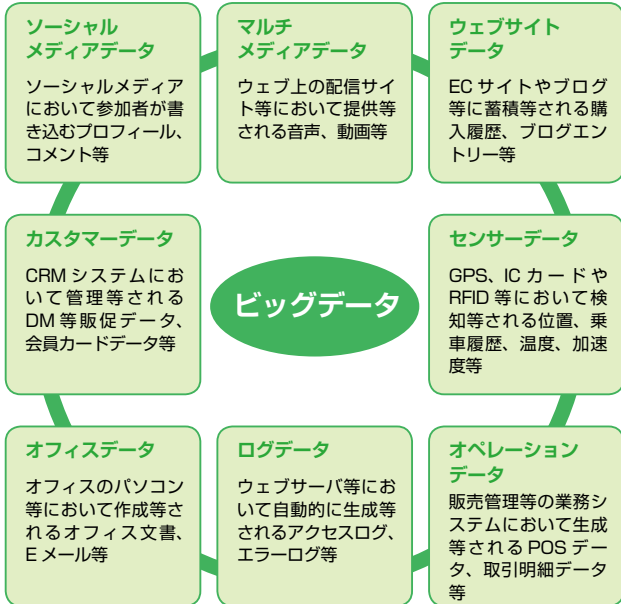 ソーシャル
メディアデータ
ソーシャルメディア
において参加者が書
き込むプロフィール、
コメント等
マルチ
メディアデータ
ウェブ上の配信サイ
ト等において提供等
される音声、動画等
ウェブサイト
データ
EC サイトやブログ
等に蓄積等される購
入履歴、ブログエン
トリー等
カスタマーデータ
CRM システムにお
いて管理等される
DM 等販促データ、
会員カードデータ等
ビッグデータ
センサーデータ
GPS、IC カードや
RFID 等において検
知等される位置、乗
車履歴、温度、加速
度等
オフィスデータ
オフィスのパソコン
等において作成等さ
れるオフィス文書、
E メール等
ログデータ
ウェブサーバ等にお
いて自動的に生成等
されるアクセスログ、
エラーログ等
オペレーション
データ
販売管理等の業務シ
ステムにおいて生成
等される POS デー
タ、取引明細データ
等